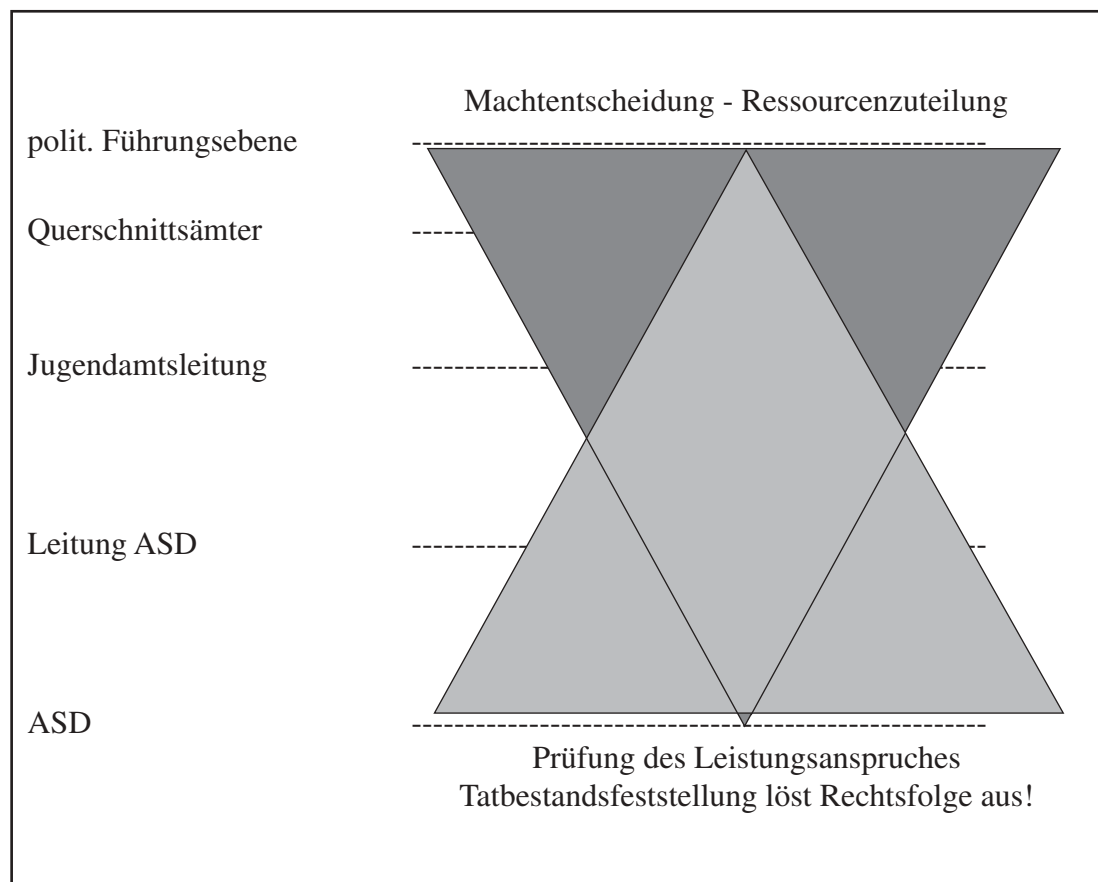 Machtentscheidung - Ressourcenzuteilung
polit. Führungsebene
Querschnittsämter
Jugendamtsleitung
Leitung ASD
ASD
Prüfung des Leistungsanspruches
Tatbestandsfeststellung löst Rechtsfolge aus!